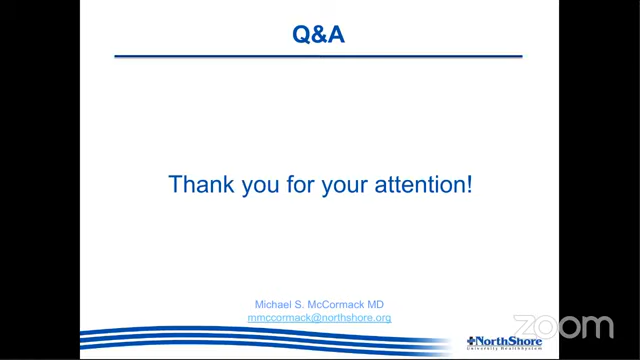 Q&A
Thank you for your attention!
Michael S. McCormack MD
mmccormack@northshore.org
NorthShore
University HealthSystem
zoom